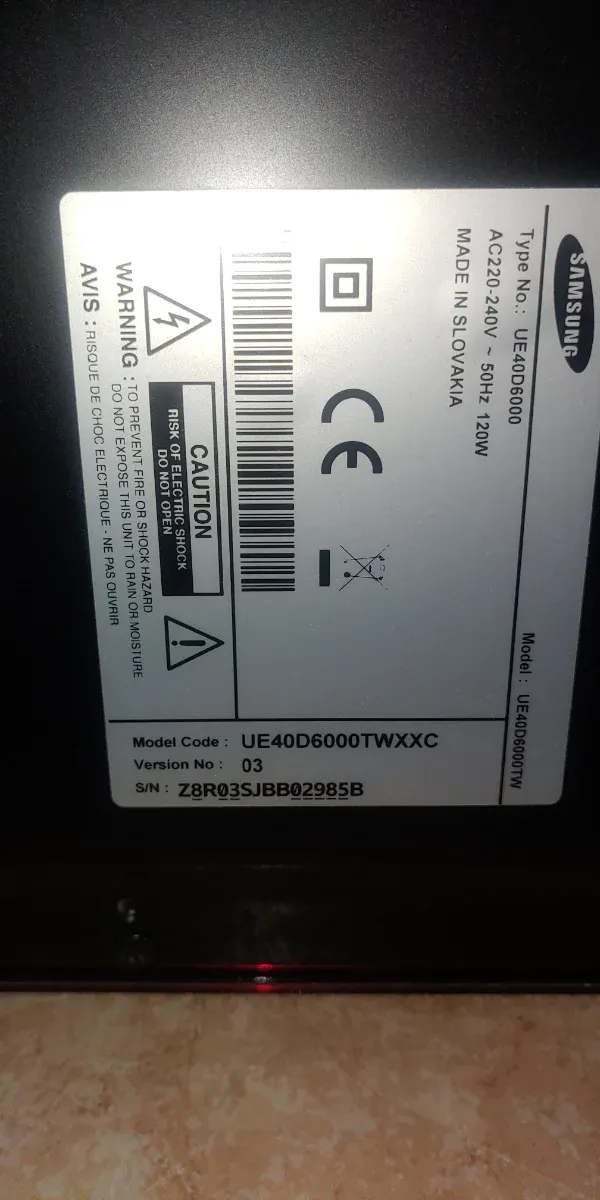 SAMSUNG
Type No.: UE40D6000
Model : UE40D6000TW
AC220-240V ~ 50Hz 120W
MADE IN SLOVAKIA
CE
CAUTION
RISK OF ELECTRIC SHOCK
DO NOT OPEN
WARNING : TO PREVENT FIRE OR SHOCK HAZARD
DO NOT EXPOSE THIS UNIT TO RAIN OR MOISTURE
AVIS : RISQUE DE CHOC ELECTRIQUE - NE PAS OUVRIR
Model Code : UE40D6000TWXXC
Version No : 03
S/N : Z8R03SJBB02985B